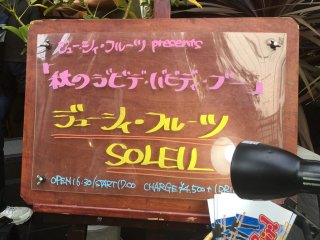 ジューシィ・フルーツ presents
「秋のビビデ・バビデ・ブー」
ジューシィ・フルーツ
SOLEIL
OPEN 16:30/START 17:00 CHARGE ¥4,500 + 1DR